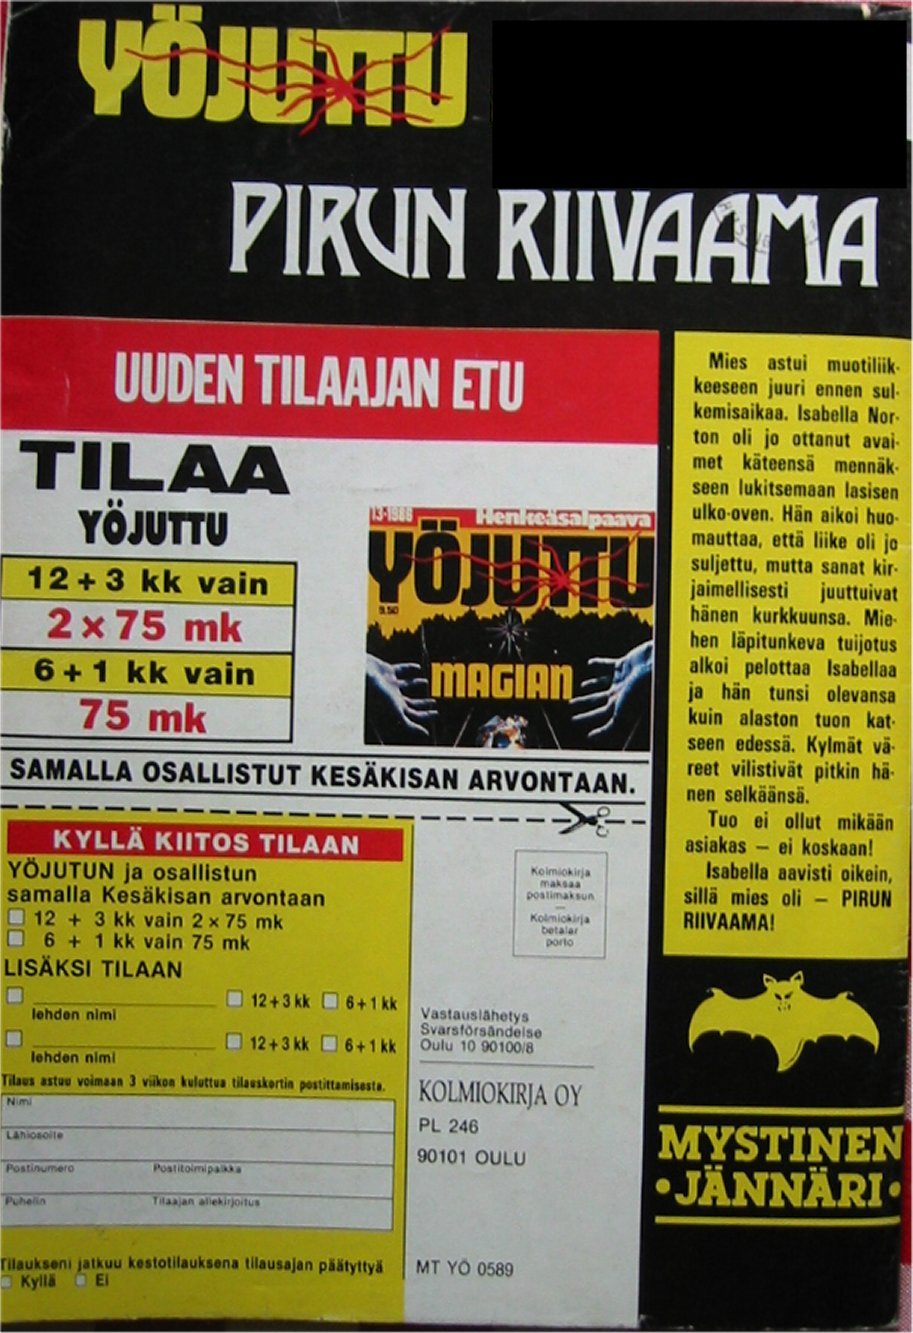 YÖJUTTU
PIRUN RIIVAAMA
UUDEN TILAAJAN ETU
TILAA
YÖJUTTU
12 + 3 kk vain
2 x 75 mk
6 + 1 kk vain
75 mk
13·1986 Henkeäsalpaava
YÖJUTTU
9,50
MAGIAN
SAMALLA OSALLISTUT KESÄKISAN ARVONTAAN.
KYLLÄ KIITOS TILAAN
YÖJUTUN ja osallistun
samalla Kesäkisan arvontaan
12 + 3 kk vain 2 x 75 mk
6 + 1 kk vain 75 mk
LISÄKSI TILAAN
12 + 3 kk 6 + 1 kk
lehden nimi
12 + 3 kk 6 + 1 kk
lehden nimi
Tilaus astuu voimaan 3 viikon kuluttua tilauskortin postittamisesta.
Nimi
Lähiosoite
Postinumero Postitoimipaikka
Puhelin Tilaajan allekirjoitus
Tilaukseni jatkuu kestotilauksena tilausajan päätyttyä
Kyllä Ei
Kolmiokirja
maksaa
postimaksun
—
Kolmiokirja
betalar
porto
Vastauslähetys
Svarsförsändelse
Oulu 10 90100/8
KOLMIOKIRJA OY
PL 246
90101 OULU
MT YÖ 0589
Mies astui muotiliik-
keeseen juuri ennen sul-
kemisaikaa. Isabella Nor-
ton oli jo ottanut avai-
met käteensä mennäk-
seen lukitsemaan lasisen
ulko-oven. Hän aikoi huo-
mauttaa, että liike oli jo
suljettu, mutta sanat kir-
jaimellisesti juuttuivat
hänen kurkkuunsa. Mie-
hen läpitunkeva tuijotus
alkoi pelottaa Isabellaa
ja hän tunsi olevansa
kuin alaston tuon kat-
seen edessä. Kylmät vä-
reet vilistivät pitkin hä-
nen selkäänsä.
Tuo ei ollut mikään
asiakas — ei koskaan!
Isabella aavisti oikein,
sillä mies oli — PIRUN
RIIVAAMA!
MYSTINEN
•JÄNNÄRI•